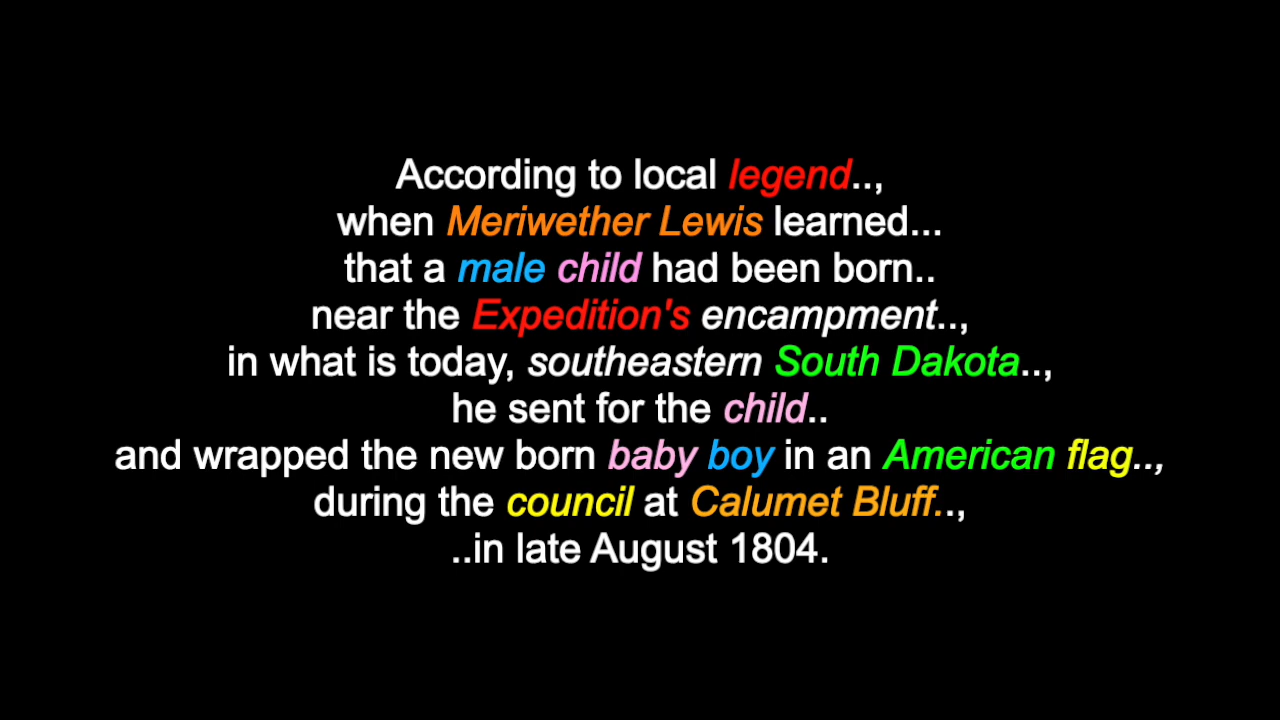 According to local legend..,
when Meriwether Lewis learned...
that a male child had been born..
near the Expedition's encampment..,
in what is today, southeastern South Dakota..,
he sent for the child..
and wrapped the new born baby boy in an American flag..,
during the council at Calumet Bluff..,
..in late August 1804.